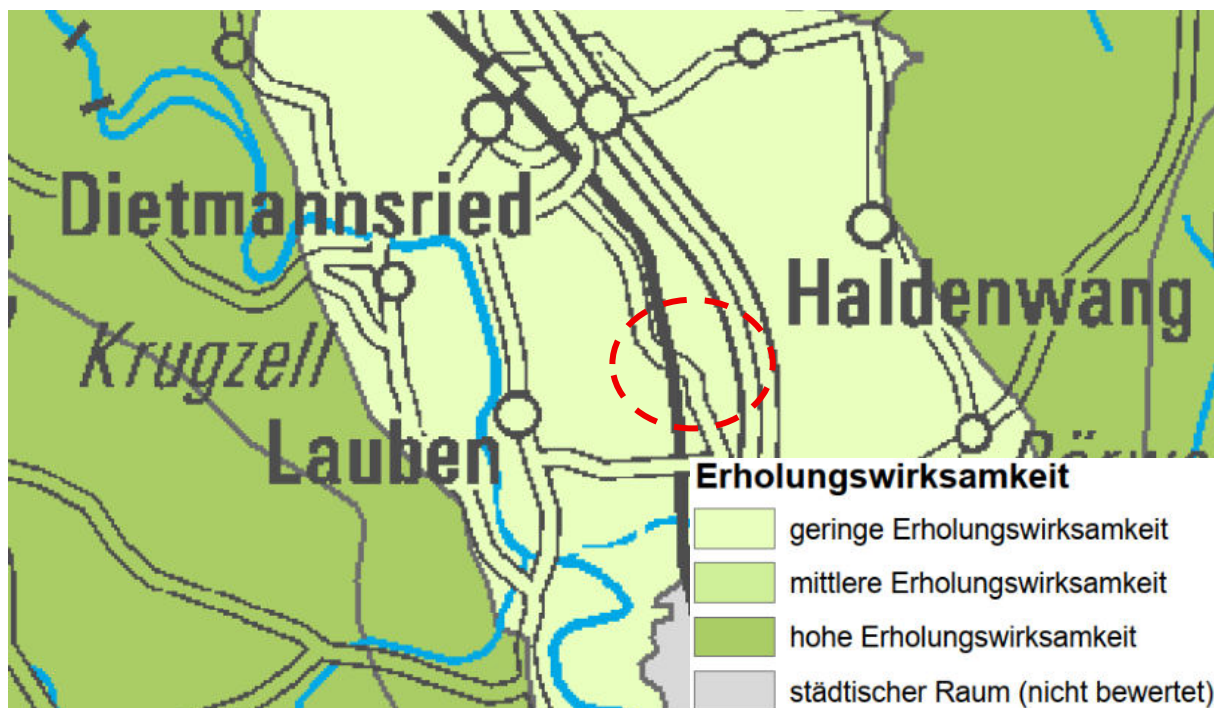 Dietmannsried
Haldenwang
Krugzell
Lauben
Erholungswirksamkeit
geringe Erholungswirksamkeit
mittlere Erholungswirksamkeit
hohe Erholungswirksamkeit
städtischer Raum (nicht bewertet)